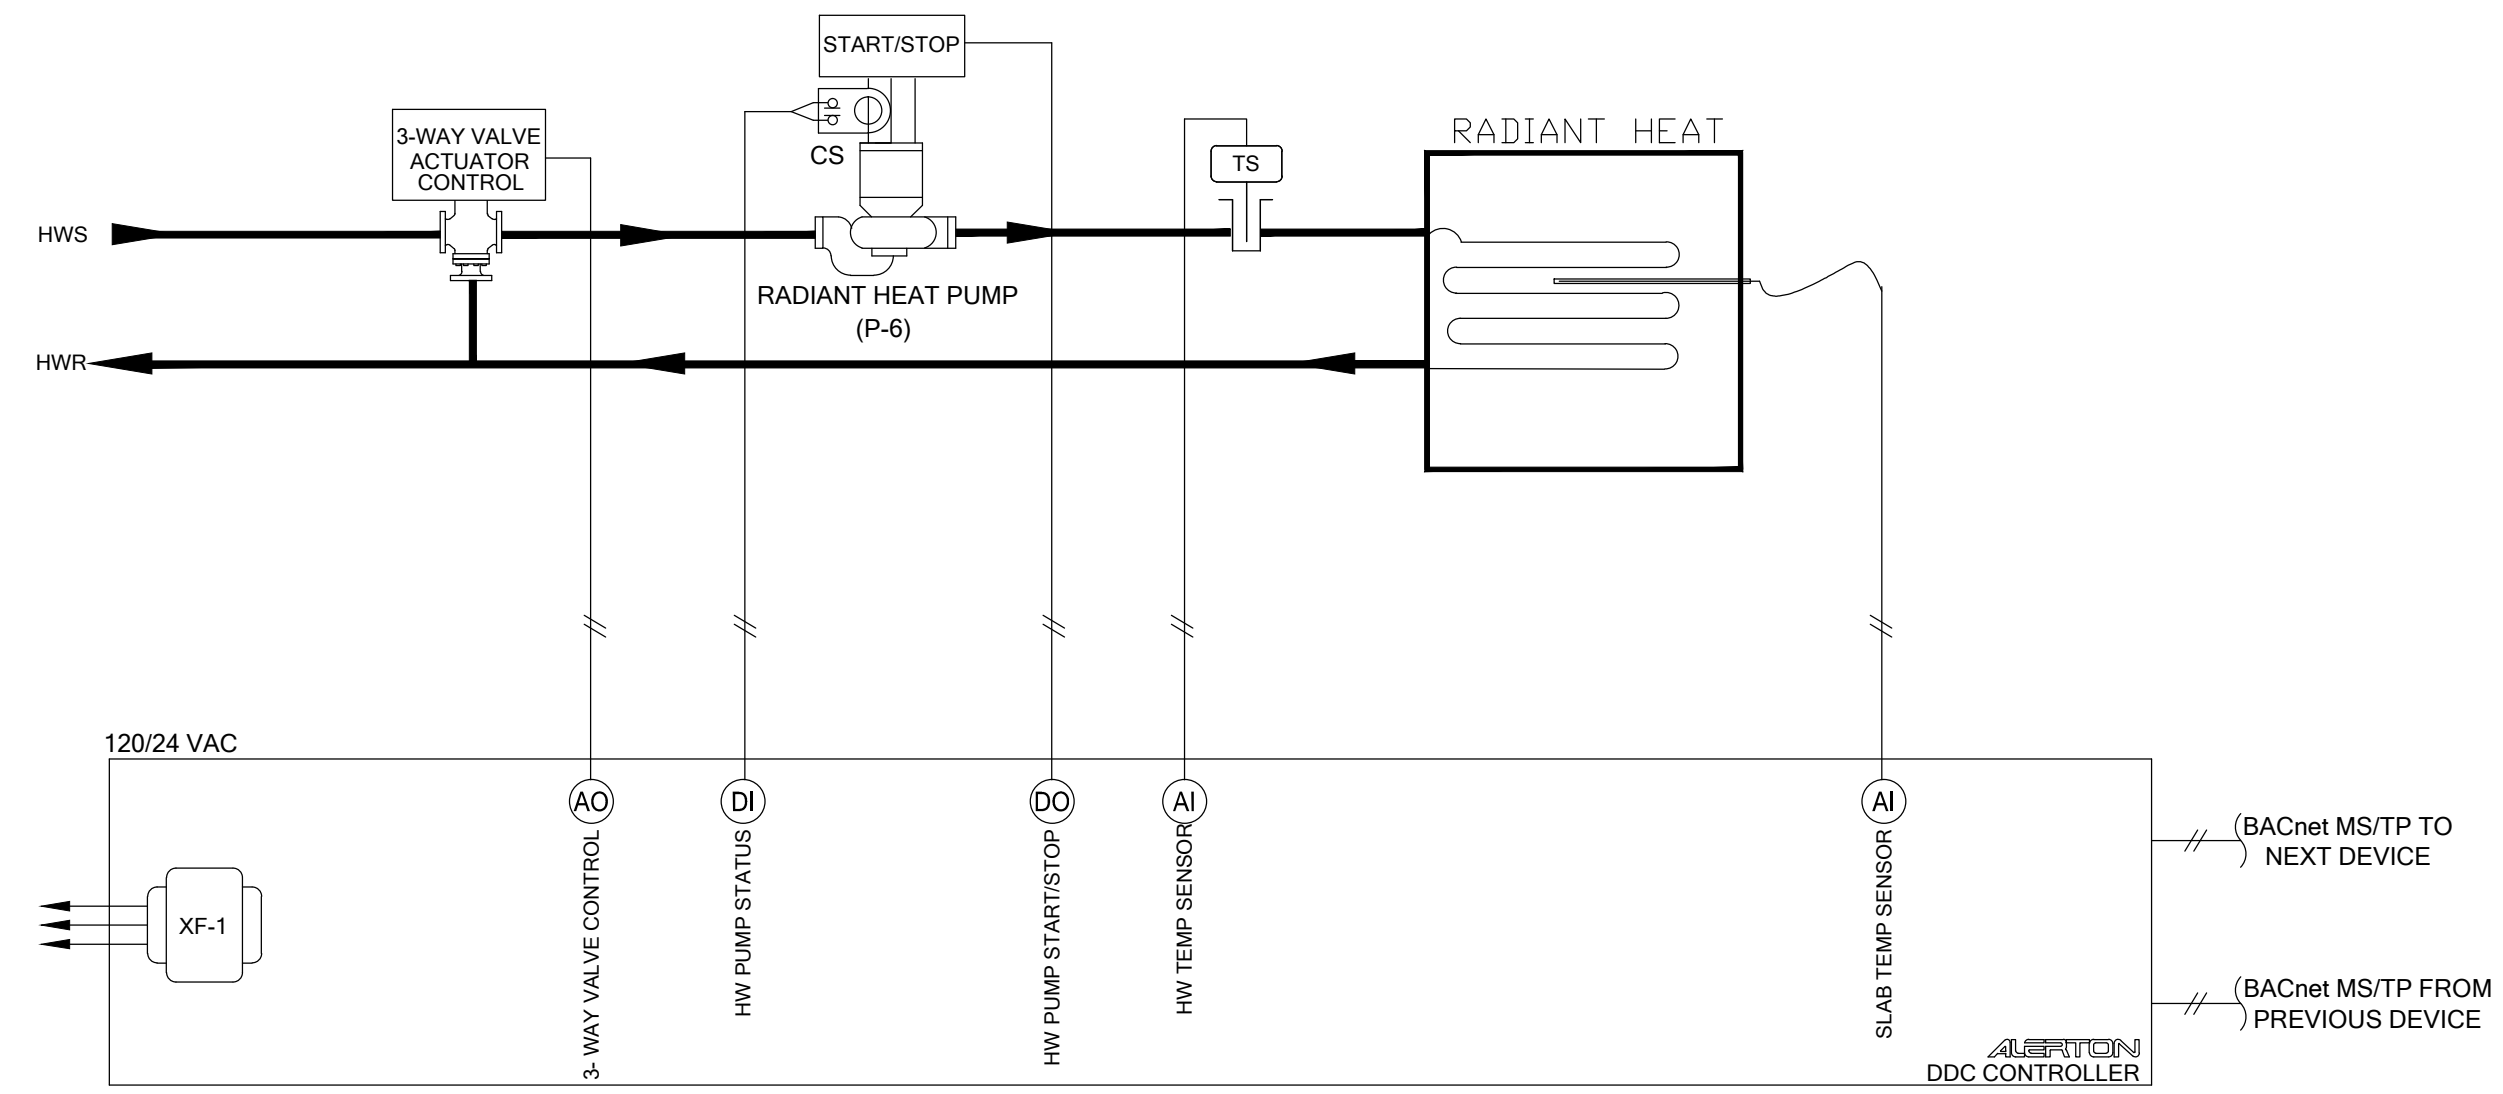 START/STOP
3-WAY VALVE
ACTUATOR
CONTROL
CS
TS
RADIANT HEAT
HWS
RADIANT HEAT PUMP
(P-6)
HWR
120/24 VAC
AO
DI
DO
AI
AI
3- WAY VALVE CONTROL
HW PUMP STATUS
HW PUMP START/STOP
HW TEMP SENSOR
SLAB TEMP SENSOR
BACnet MS/TP TO
NEXT DEVICE
XF-1
BACnet MS/TP FROM
PREVIOUS DEVICE
ALERTON
DDC CONTROLLER